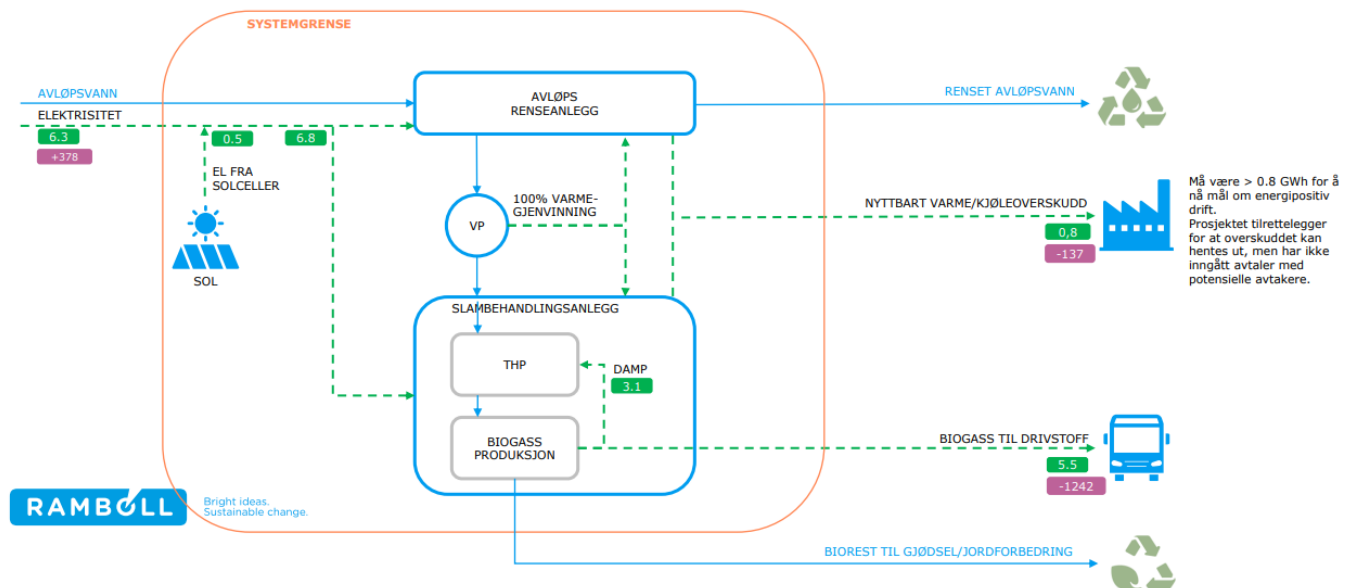 SYSTEMGRENSE
AVLØPSVANN
ELEKTRISITET
6.3
+378
0.5
6.8
EL FRA
SOLCELLER
SOL
AVLØPS
RENSEANLEGG
RENSET AVLØPSVANN
VP
100% VARME-
GJENVINNING
NYTTBART VARME/KJØLEOVERSKUDD
0,8
-137
Må være > 0.8 GWh for å
nå mål om energipositiv
drift.
Prosjektet tilrettelegger
for at overskuddet kan
hentes ut, men har ikke
inngått avtaler med
potensielle avtakere.
SLAMBEHANDLINGSANLEGG
THP
DAMP
3.1
BIOGASS
PRODUKSJON
BIOGASS TIL DRIVSTOFF
5.5
-1242
RAMBOLL
Bright ideas.
Sustainable change.
BIOREST TIL GJØDSEL/JORDFORBEDRING